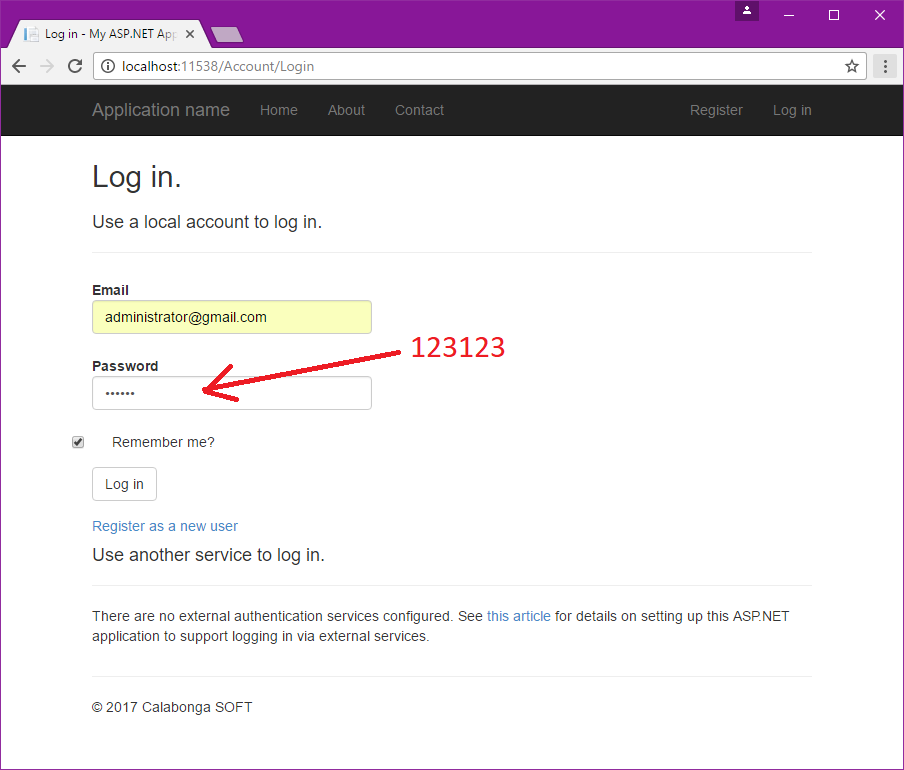 Log in - My ASP.NET App
localhost:11538/Account/Login
Application name Home About Contact Register Log in
Log in.
Use a local account to log in.
Email
administrator@gmail.com
123123
Password
••••••
Remember me?
Log in
Register as a new user
Use another service to log in.
There are no external authentication services configured. See this article for details on setting up this ASP.NET
application to support logging in via external services.
© 2017 Calabonga SOFT